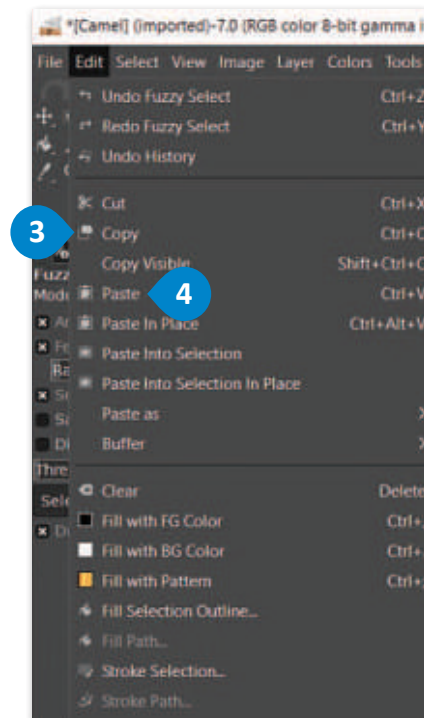 *[Camel] (imported)-7.0 (RGB color 8-bit gamma i
File Edit Select View Image Layer Colors Tools
Undo Fuzzy Select Ctrl+Z
Redo Fuzzy Select Ctrl+Y
Undo History
Cut Ctrl+X
3 Copy Ctrl+C
Copy Visible Shift+Ctrl+C
Paste 4 Ctrl+V
Paste In Place Ctrl+Alt+V
Paste Into Selection
Paste Into Selection In Place
Paste as
Buffer
Clear Delete
Fill with FG Color Ctrl+,
Fill with BG Color Ctrl+.
Fill with Pattern Ctrl+;
Fill Selection Outline...
Fill Path...
Stroke Selection...
Stroke Path...